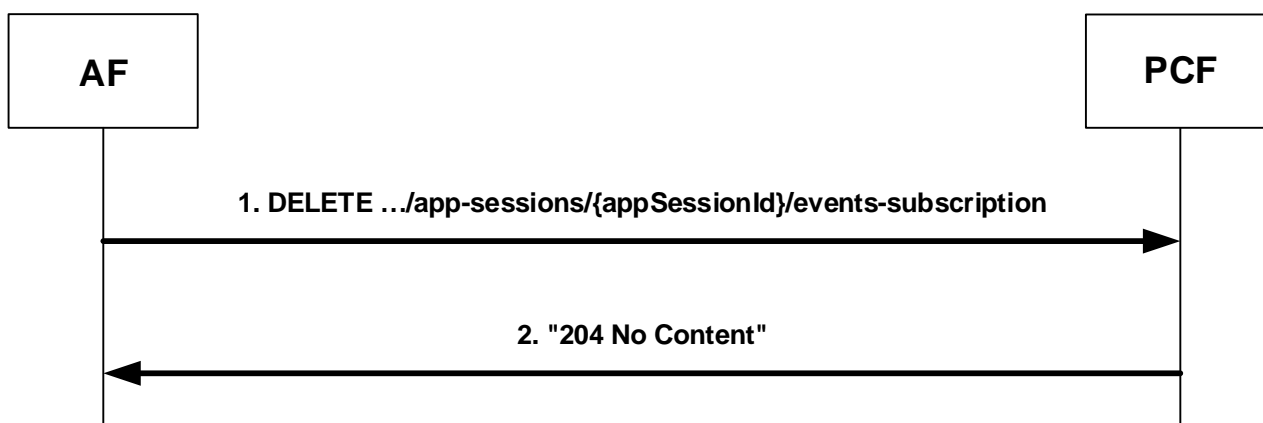 AF
PCF
1. DELETE …/app-sessions/{appSessionId}/events-subscription
2. "204 No Content"